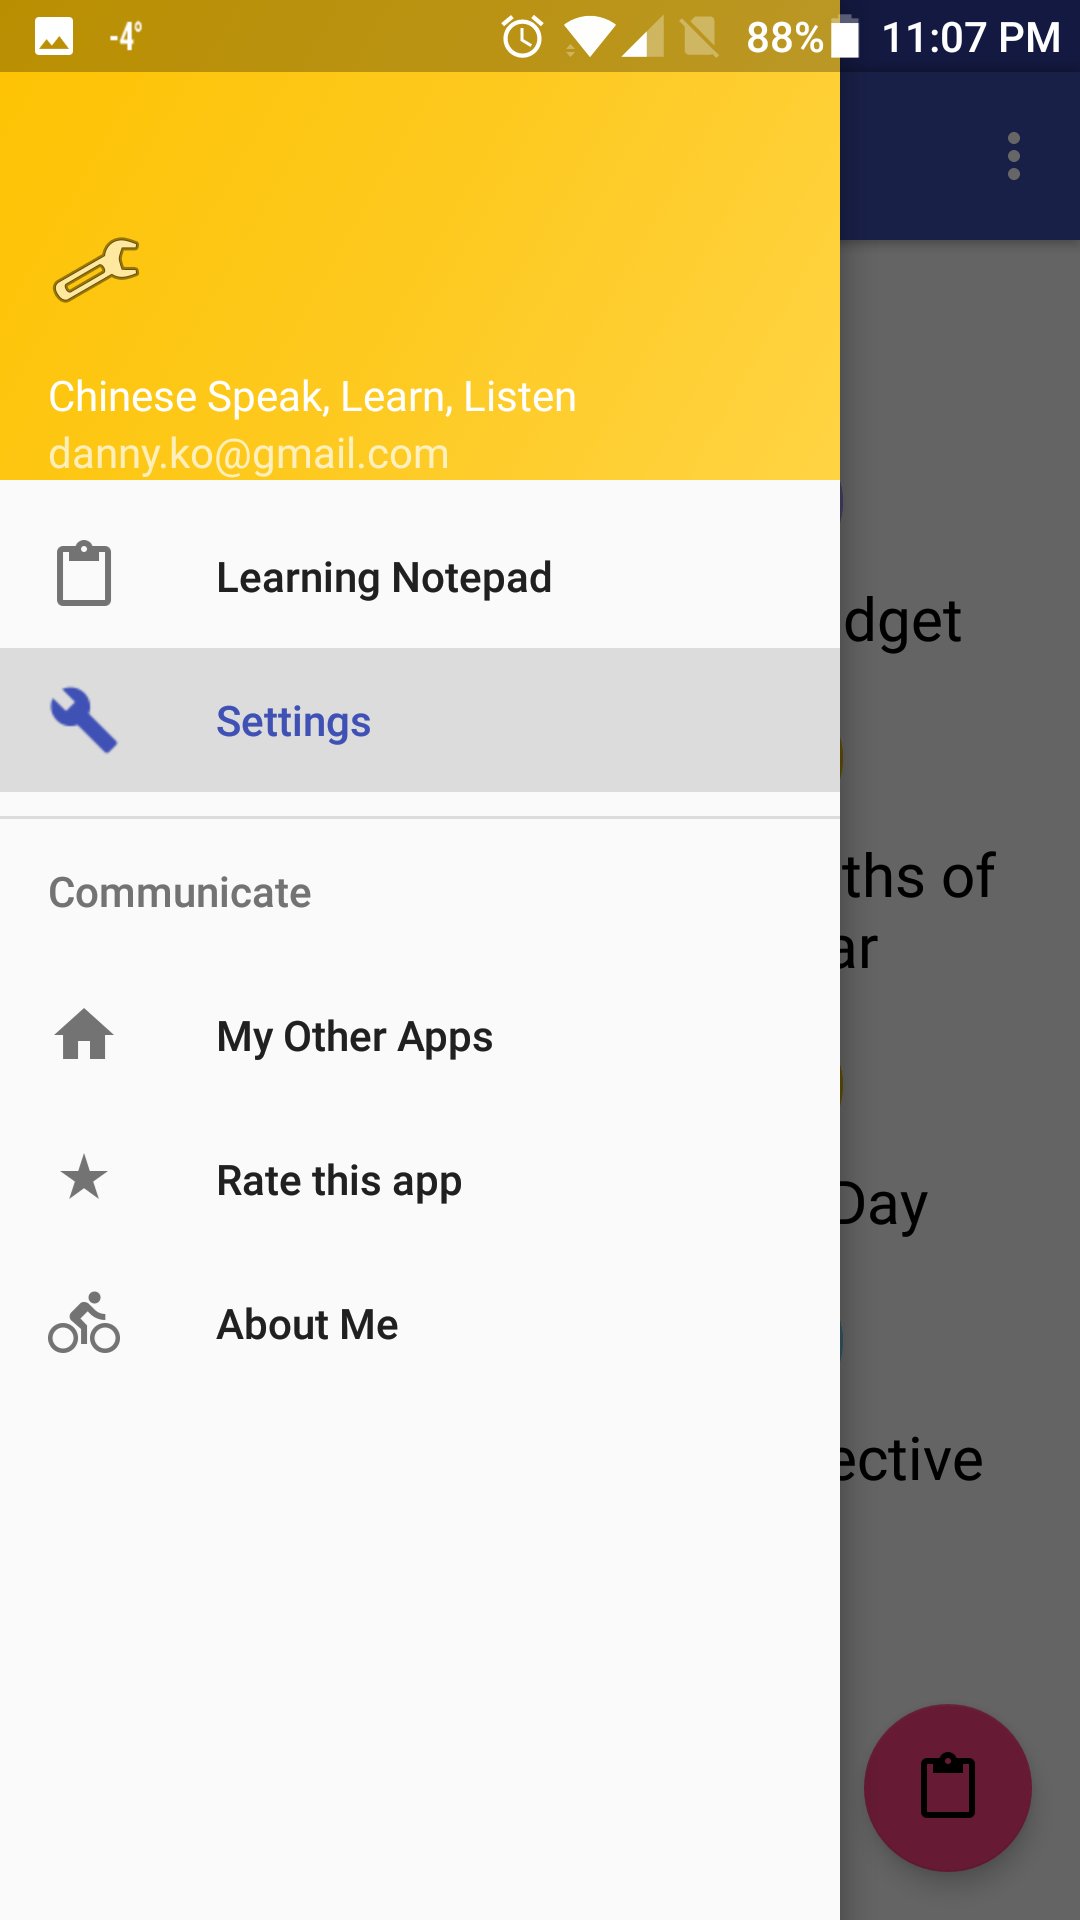 -4° 88% 11:07 PM
Chinese Speak, Learn, Listen
danny.ko@gmail.com
Learning Notepad
Settings
Communicate
My Other Apps
Rate this app
About Me
dget
ths of
ar
Day
ective